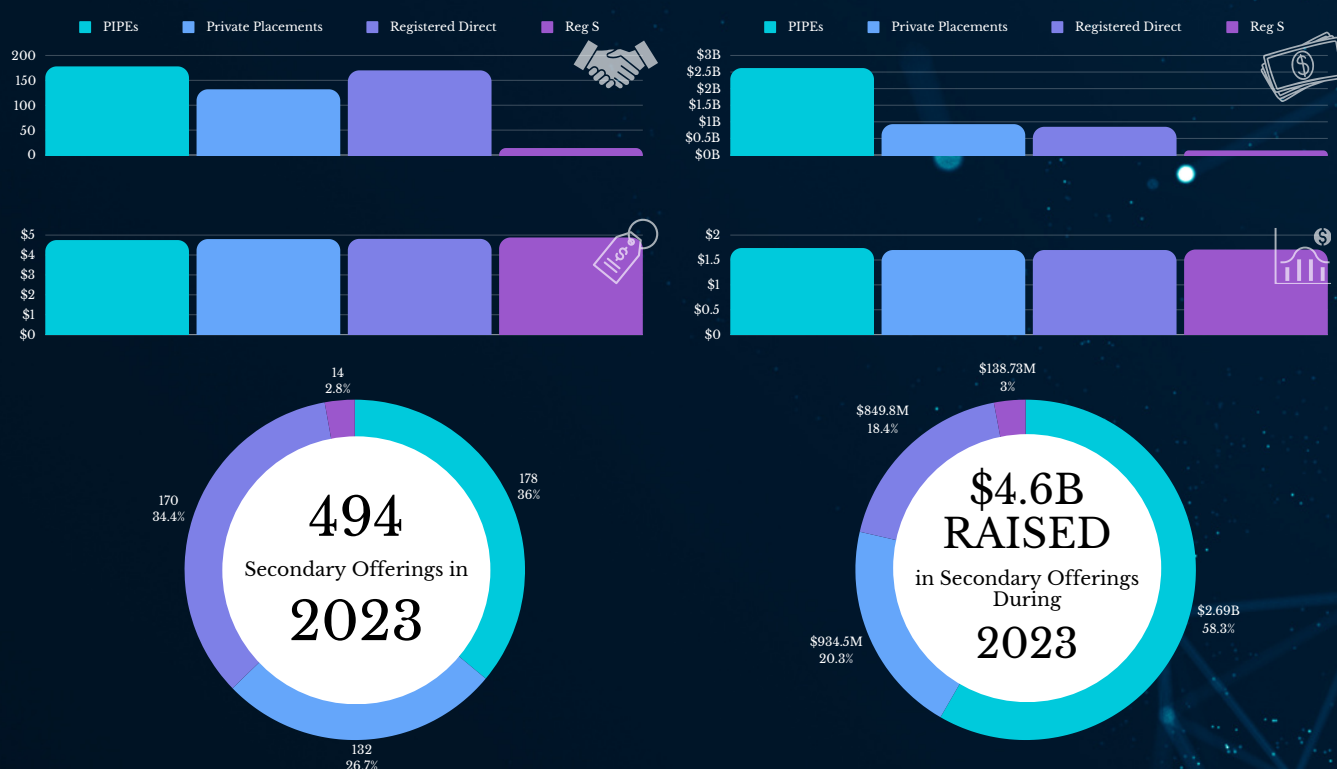 PIPEs Private Placements Registered Direct Reg S
200
150
100
50
0
PIPEs Private Placements Registered Direct Reg S
$3B
$2.5B
$2B
$1.5B
$1B
$0.5B
$0B
$
$5
$4
$3
$2
$1
$0
$
$2
$1.5
$1
$0.5
$0
$
14
2.8%
178
36%
170
34.4%
132
26.7%
494
Secondary Offerings in
2023
$138.73M
3%
$849.8M
18.4%
$934.5M
20.3%
$2.69B
58.3%
$4.6B
RAISED
in Secondary Offerings
During
2023